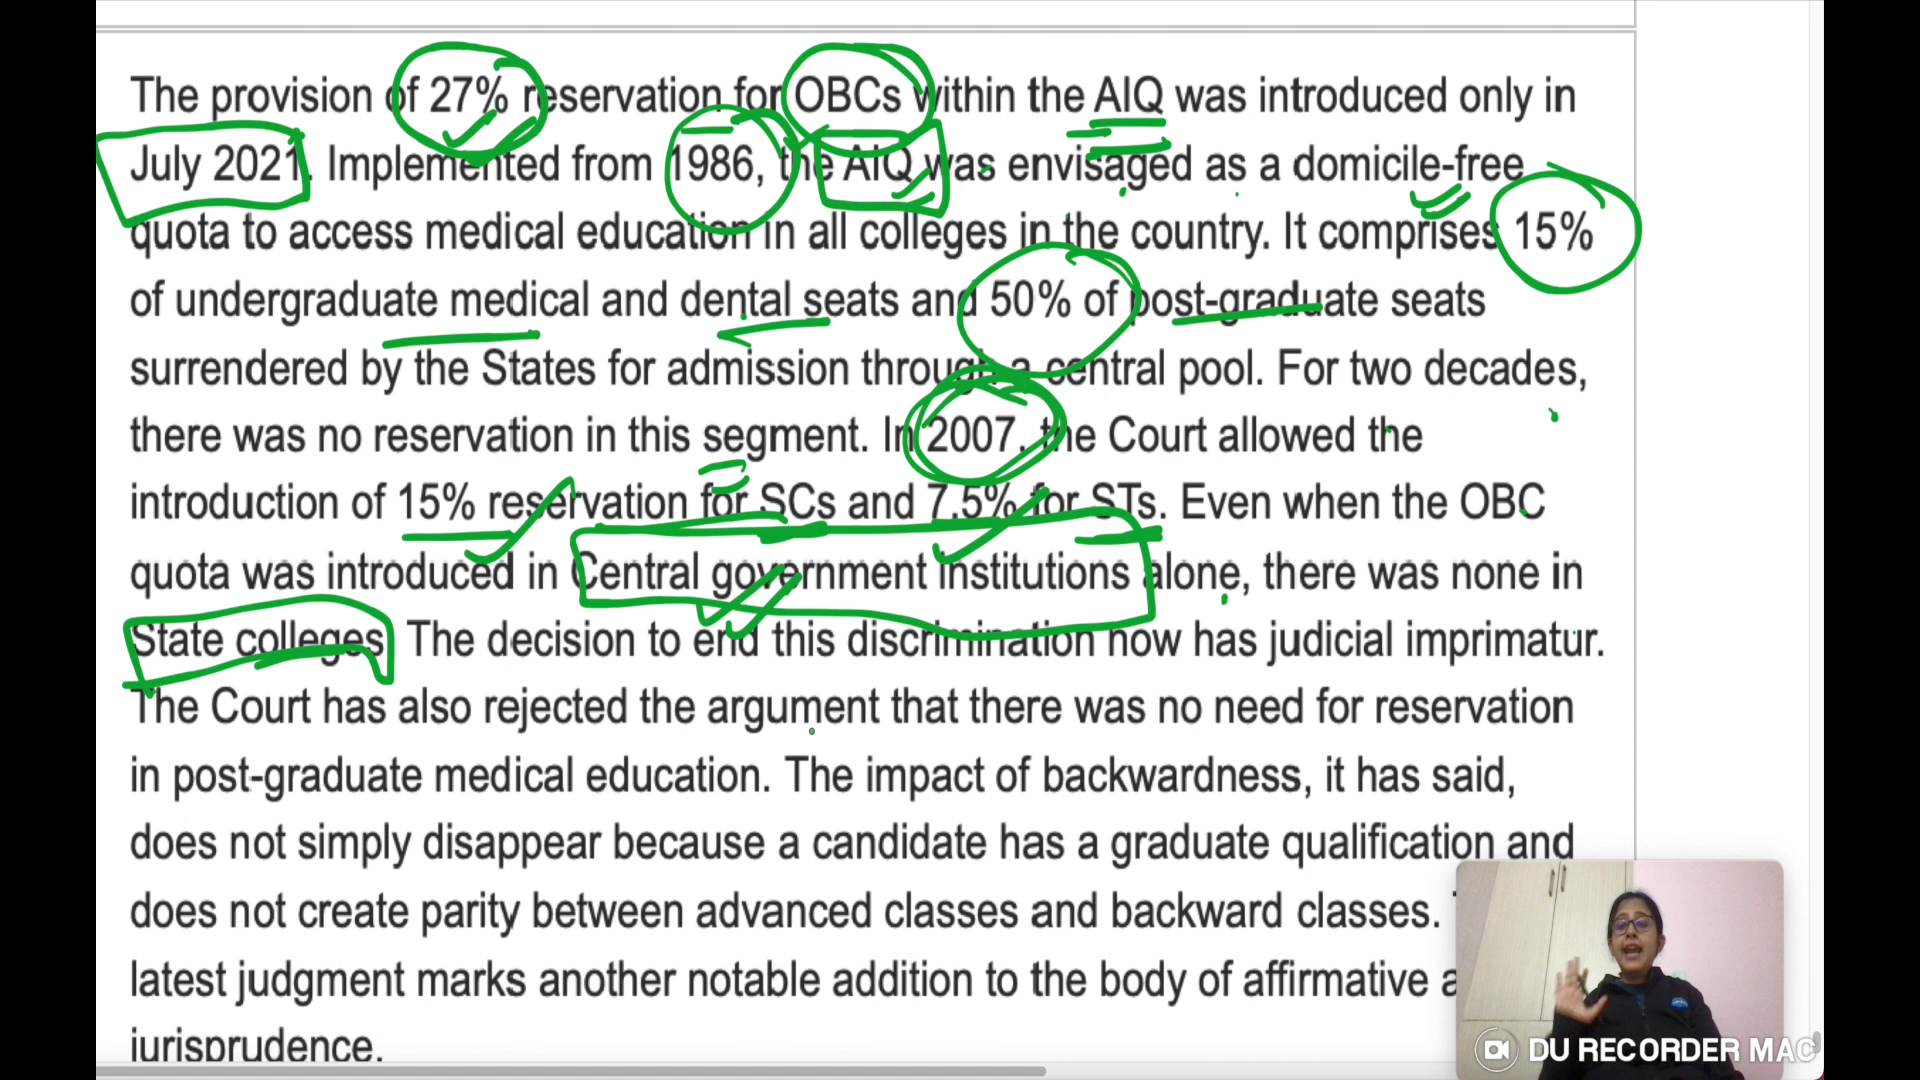 The provision of 27% reservation for OBCs within the AIQ was introduced only in
July 2021. Implemented from 1986, the AIQ was envisaged as a domicile-free
quota to access medical education in all colleges in the country. It comprises 15%
of undergraduate medical and dental seats and 50% of post-graduate seats
surrendered by the States for admission through a central pool. For two decades,
there was no reservation in this segment. In 2007, the Court allowed the
introduction of 15% reservation for SCs and 7.5% for STs. Even when the OBC
quota was introduced in Central government institutions alone, there was none in
State colleges. The decision to end this discrimination now has judicial imprimatur.
The Court has also rejected the argument that there was no need for reservation
in post-graduate medical education. The impact of backwardness, it has said,
does not simply disappear because a candidate has a graduate qualification and
does not create parity between advanced classes and backward classes.
latest judgment marks another notable addition to the body of affirmative
jurisprudence.
DU RECORDER MAC